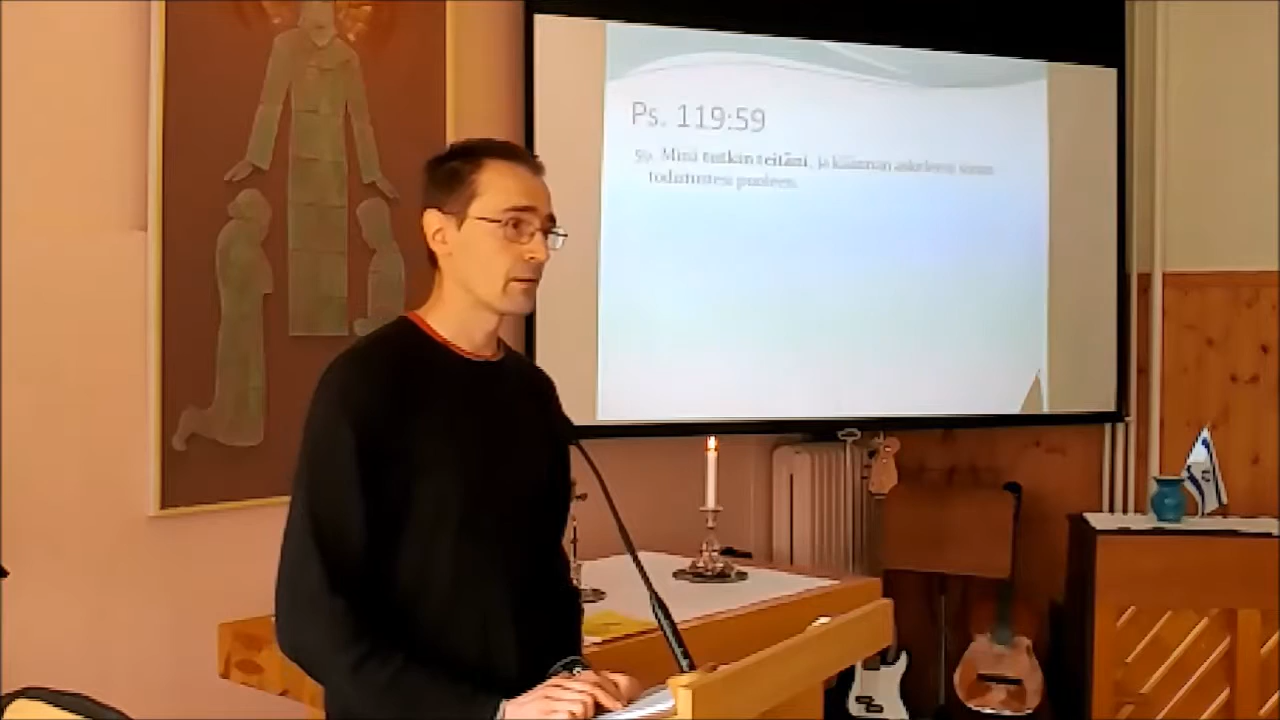 Ps. 119:59
59. Minä tutkin teitäni, ja käännän askeleeni sinun
todistustesi puoleen.